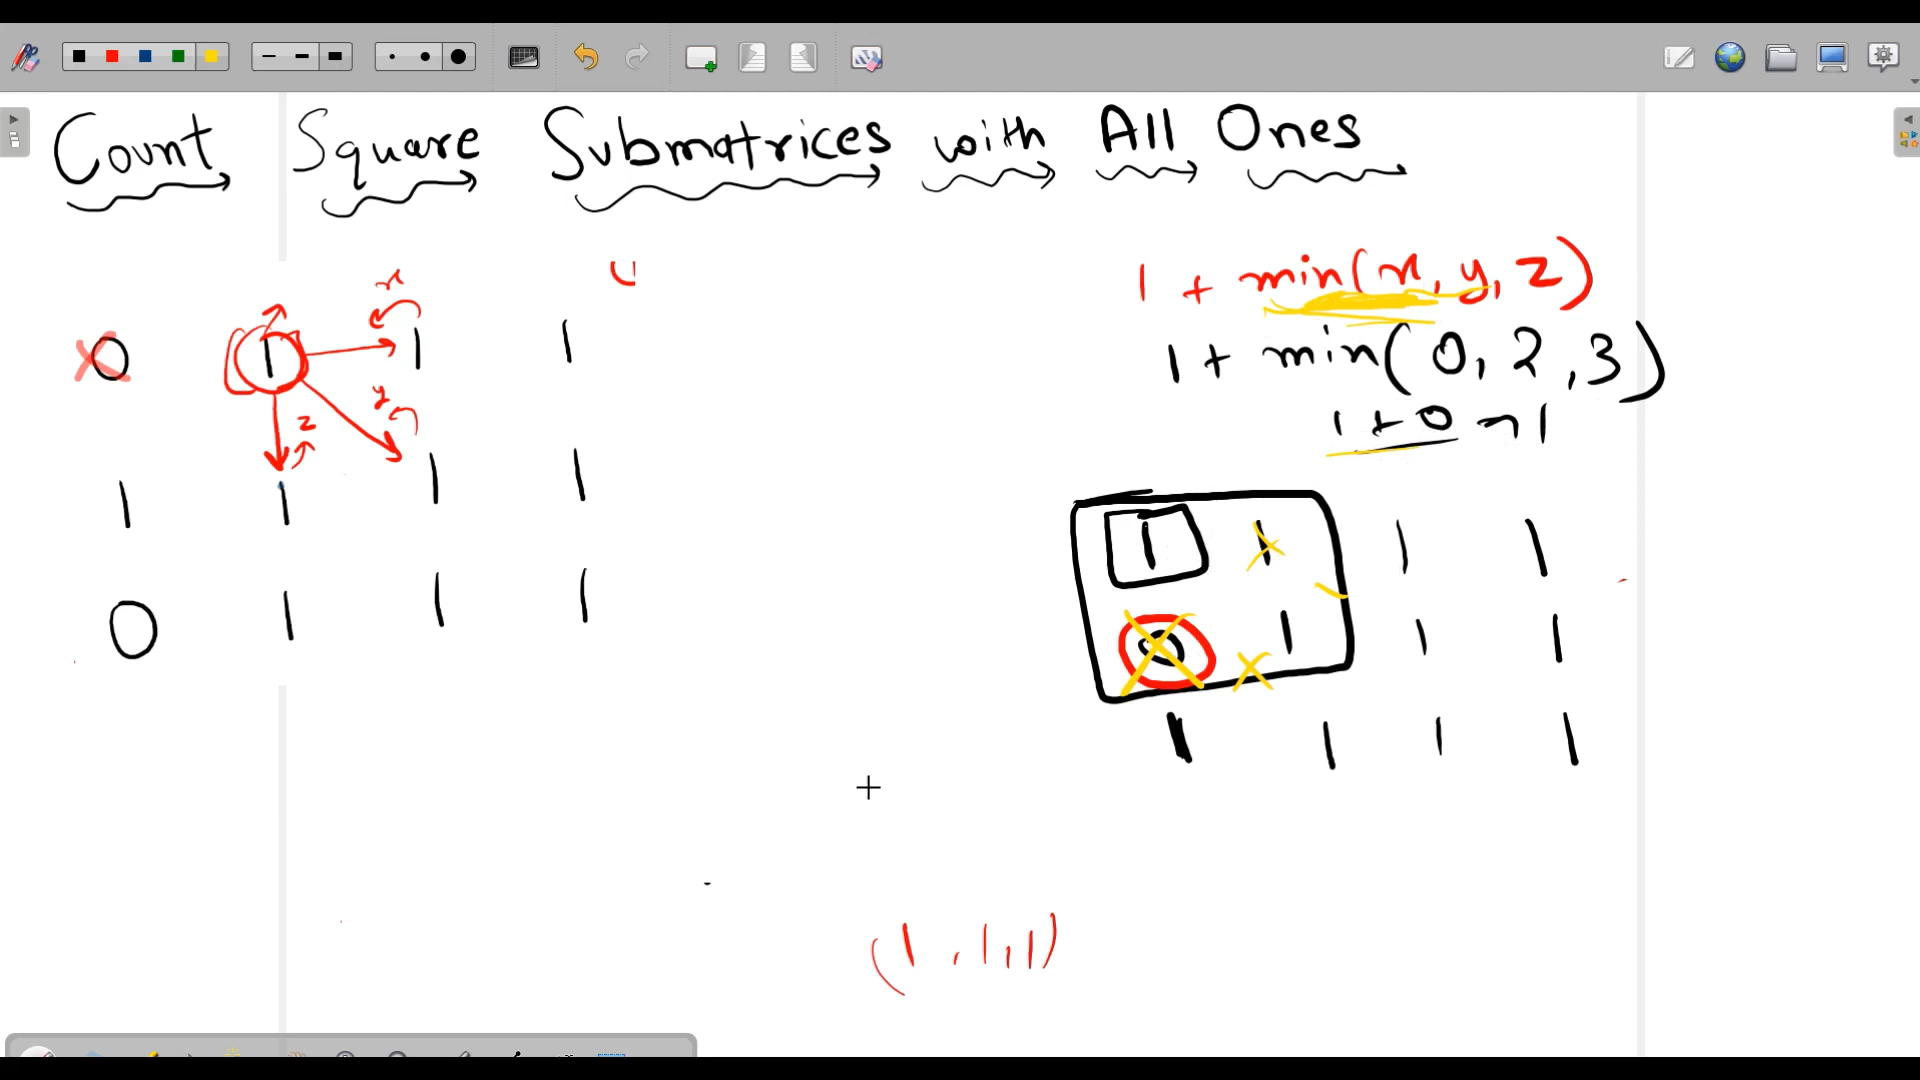 Count Square Submatrices with All Ones
x
1 + min(x, y, z)
0 1 1 1
1 + min(0, 2, 3)
y
z
1 + 0 → 1
1 1 1 1
1 1 1 1
0 1 1 1
0 1 1 1
1 1 1 1
(1, 1, 1)